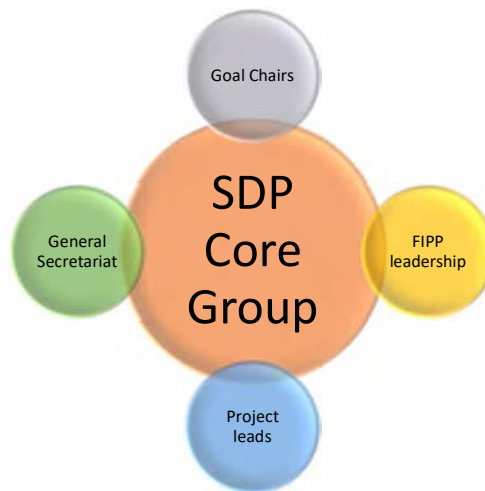 Goal Chairs
SDP
Core
Group
General
Secretariat
FIPP
leadership
Project
leads